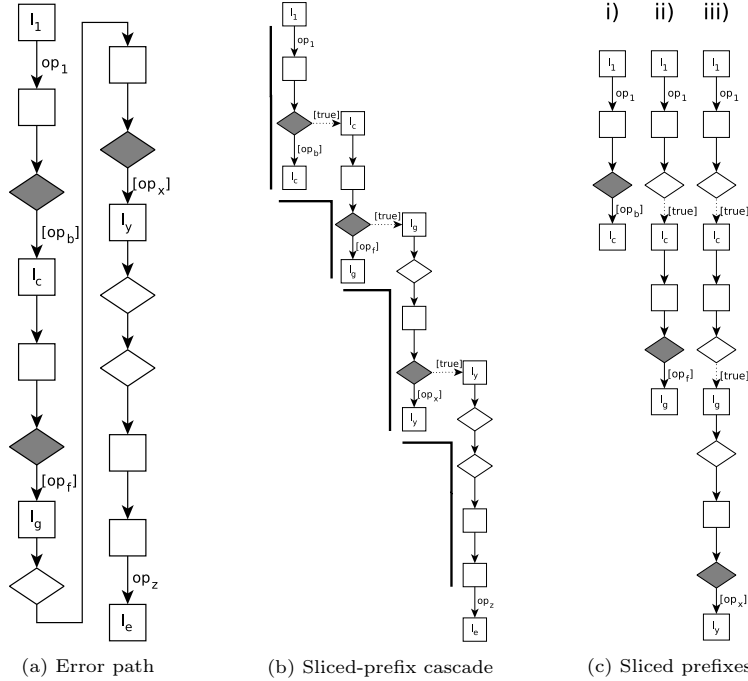 l1
op1
[opb]
lc
[opf]
lg
[opx]
ly
opz
le
(a) Error path
l1
op1
[true]
lc
[opb]
lc
[true]
lg
[opf]
lg
[true]
ly
[opx]
ly
opz
le
(b) Sliced-prefix cascade
i)
ii)
iii)
l1
l1
l1
op1
op1
op1
[opb]
[true]
[true]
lc
lc
lc
[opf]
[true]
lg
lg
[opx]
ly
(c) Sliced prefixes